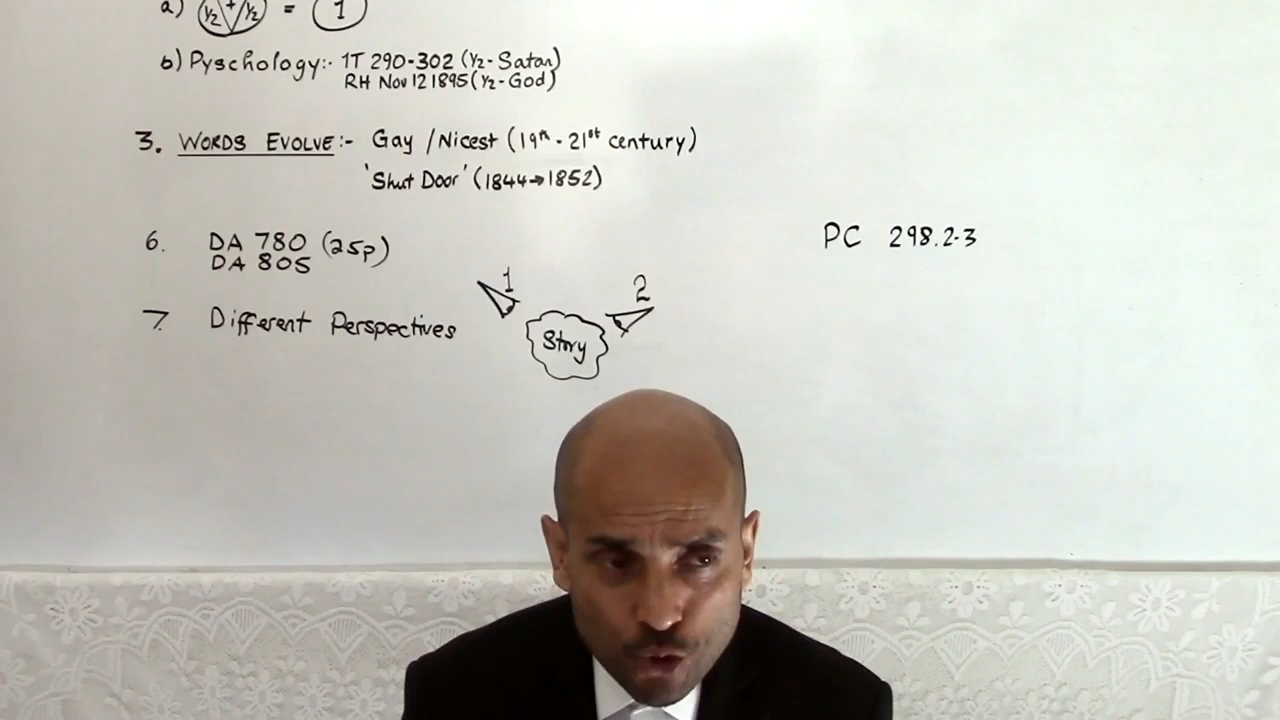 a) 1/2 + 1/2 = 1
b) Pyschology:- 1T 290-302 (1/2-Satan)
RH Nov 12 1895 (1/2-God)
3. WORDS EVOLVE:- Gay /Nicest (19th - 21st century)
'Shut Door' (1844→1852)
6. DA 780 (25p)
DA 805
PC 298.2-3
7. Different Perspectives
1
2
Story